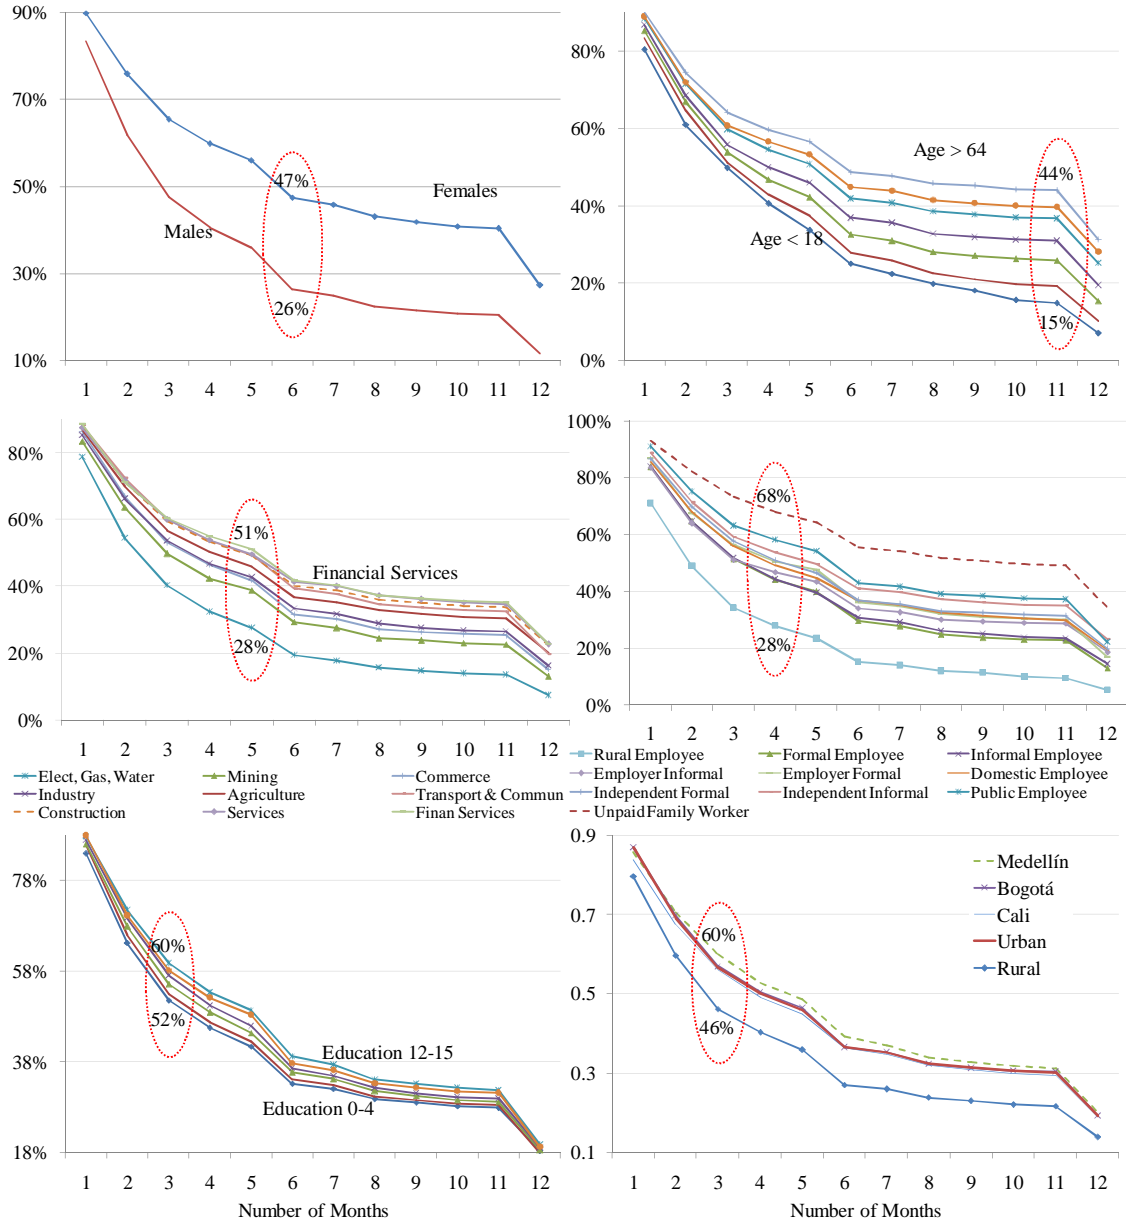 90%
70%
50%
30%
10%
47%
Females
Males
26%
1 2 3 4 5 6 7 8 9 10 11 12
80%
60%
40%
20%
0%
Age > 64
44%
Age < 18
15%
1 2 3 4 5 6 7 8 9 10 11 12
80%
60%
40%
20%
0%
51%
Financial Services
28%
1 2 3 4 5 6 7 8 9 10 11 12
Elect, Gas, Water
Mining
Commerce
Industry
Agriculture
Transport & Commun
Construction
Services
Finan Services
100%
80%
60%
40%
20%
0%
68%
28%
1 2 3 4 5 6 7 8 9 10 11 12
Rural Employee
Formal Employee
Informal Employee
Employer Informal
Employer Formal
Domestic Employee
Independent Formal
Independent Informal
Public Employee
Unpaid Family Worker
78%
58%
38%
18%
60%
52%
Education 12-15
Education 0-4
1 2 3 4 5 6 7 8 9 10 11 12
Number of Months
0.9
0.7
0.5
0.3
0.1
60%
46%
Medellín
Bogotá
Cali
Urban
Rural
1 2 3 4 5 6 7 8 9 10 11 12
Number of Months